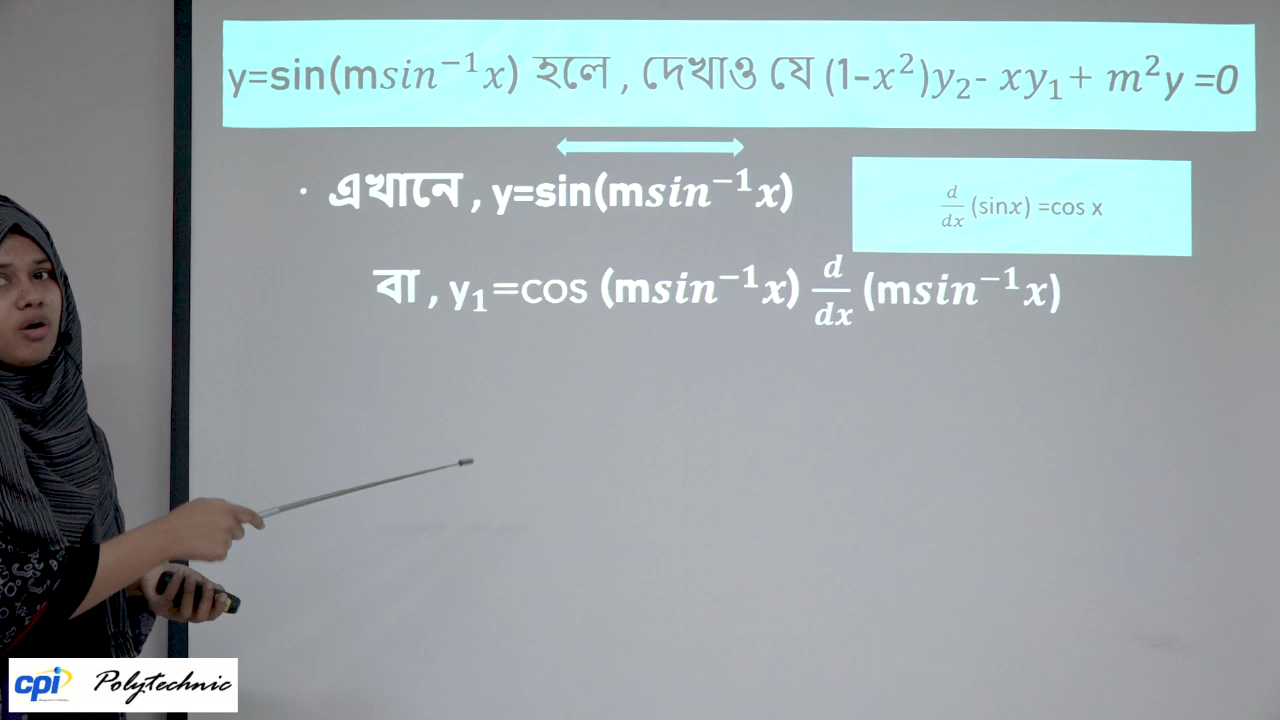 y=sin(msin⁻¹x) হলে , দেখাও যে (1-x²)y₂- xy₁+ m²y =0
· এখানে , y=sin(msin⁻¹x)
d/dx (sinx) =cos x
বা , y₁=cos (msin⁻¹x) d/dx (msin⁻¹x)
cpi Polytechnic